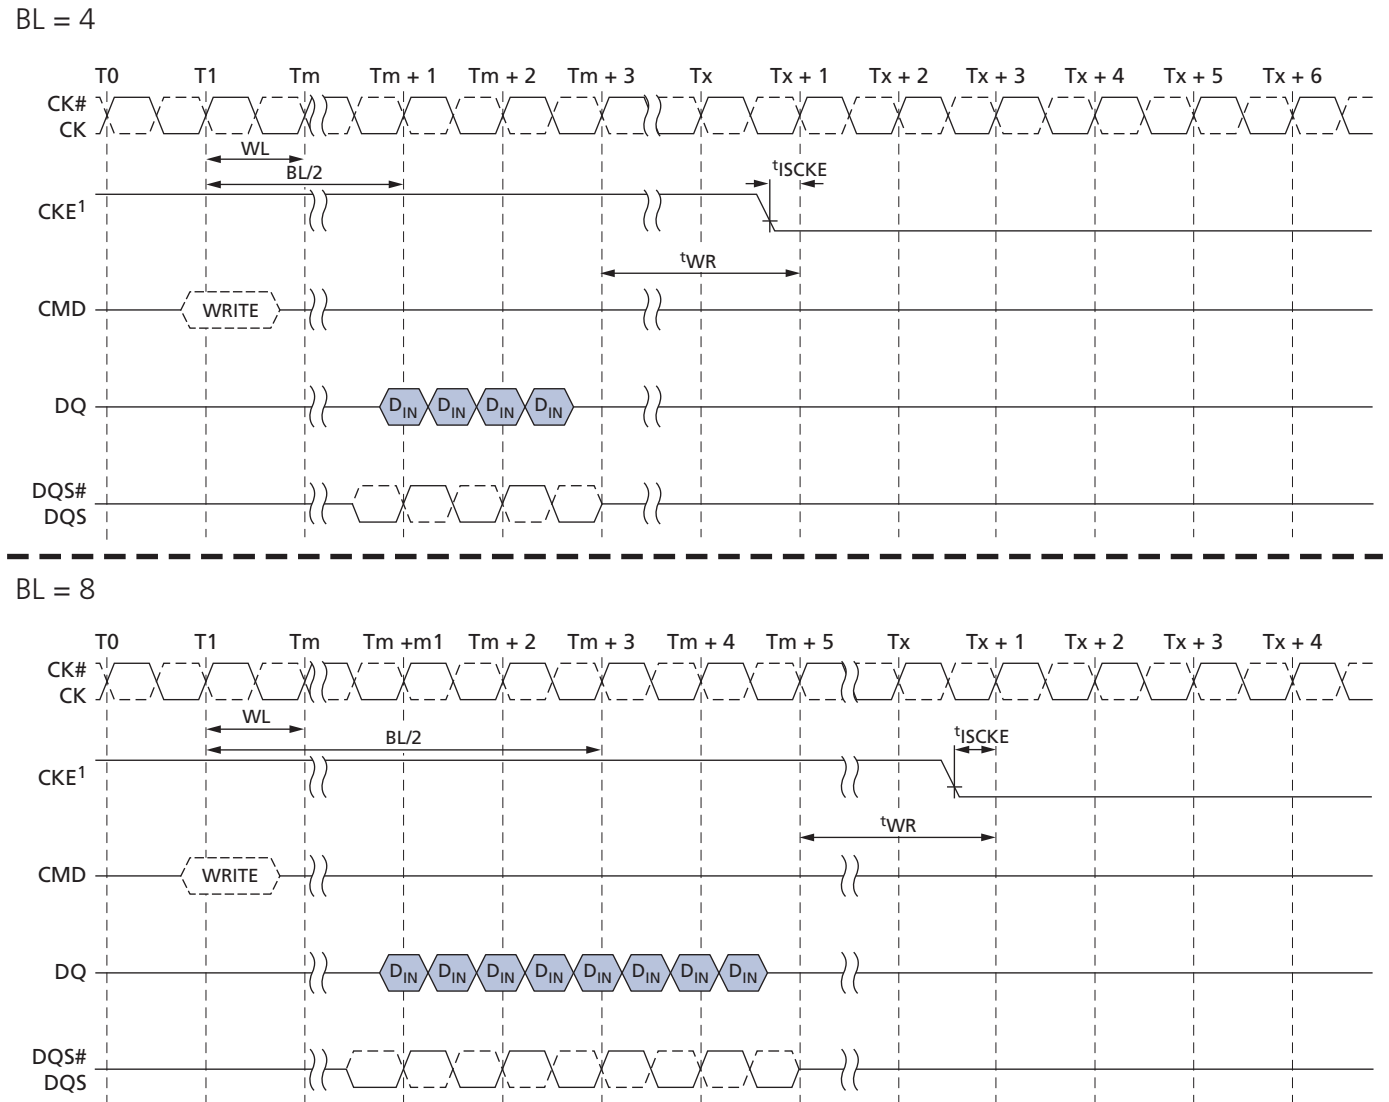 BL = 4
T0 T1 Tm Tm + 1 Tm + 2 Tm + 3 Tx Tx + 1 Tx + 2 Tx + 3 Tx + 4 Tx + 5 Tx + 6
CK#
CK
WL
BL/2
tISCKE
CKE1
tWR
CMD WRITE
DQ DIN DIN DIN DIN
DQS#
DQS
BL = 8
T0 T1 Tm Tm +m1 Tm + 2 Tm + 3 Tm + 4 Tm + 5 Tx Tx + 1 Tx + 2 Tx + 3 Tx + 4
CK#
CK
WL
BL/2
tISCKE
CKE1
tWR
CMD WRITE
DQ DIN DIN DIN DIN DIN DIN DIN DIN
DQS#
DQS